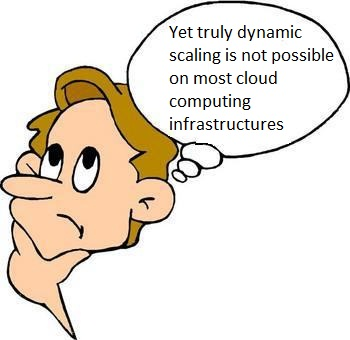 Yet truly dynamic
scaling is not possible
on most cloud
computing
infrastructures